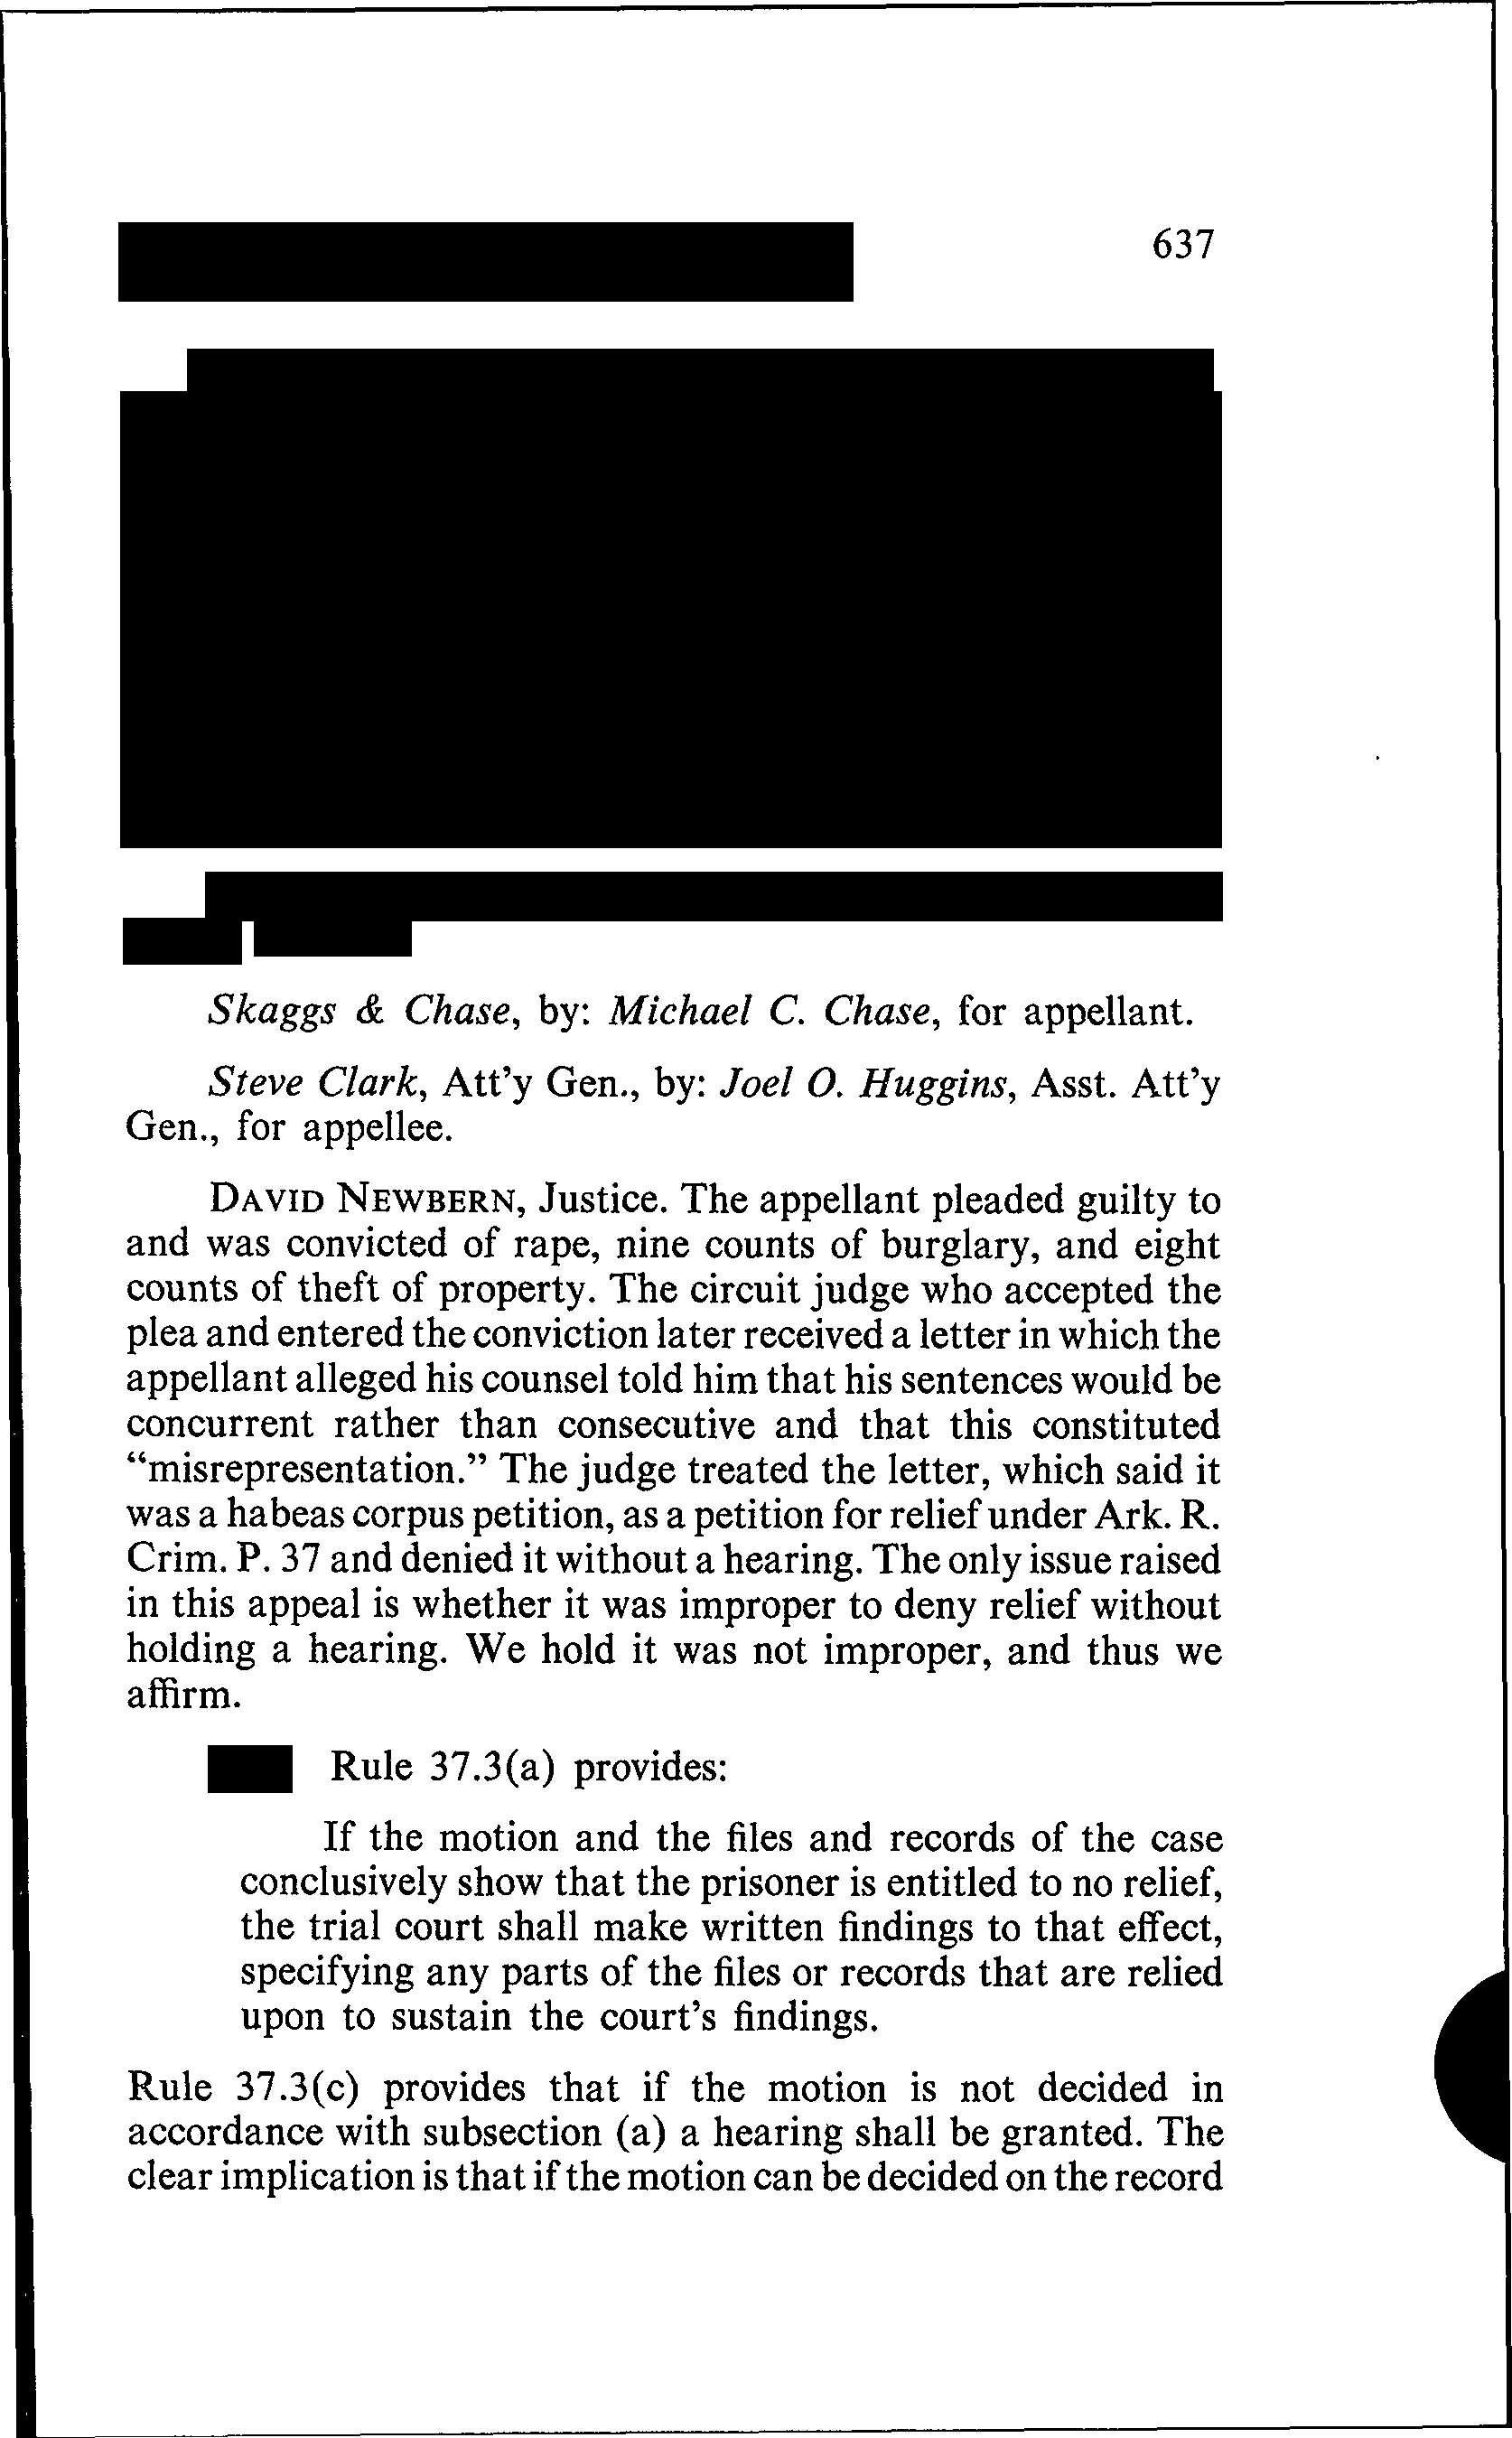 637
Skaggs & Chase, by: Michael C. Chase, for appellant.
Steve Clark, Att'y Gen., by: Joel O. Huggins, Asst. Att'y
Gen., for appellee.
DAVID NEWBERN, Justice. The appellant pleaded guilty to
and was convicted of rape, nine counts of burglary, and eight
counts of theft of property. The circuit judge who accepted the
plea and entered the conviction later received a letter in which the
appellant alleged his counsel told him that his sentences would be
concurrent rather than consecutive and that this constituted
“misrepresentation.” The judge treated the letter, which said it
was a habeas corpus petition, as a petition for relief under Ark. R.
Crim. P. 37 and denied it without a hearing. The only issue raised
in this appeal is whether it was improper to deny relief without
holding a hearing. We hold it was not improper, and thus we
affirm.
Rule 37.3(a) provides:
If the motion and the files and records of the case
conclusively show that the prisoner is entitled to no relief,
the trial court shall make written findings to that effect,
specifying any parts of the files or records that are relied
upon to sustain the court's findings.
Rule 37.3(c) provides that if the motion is not decided in
accordance with subsection (a) a hearing shall be granted. The
clear implication is that if the motion can be decided on the record